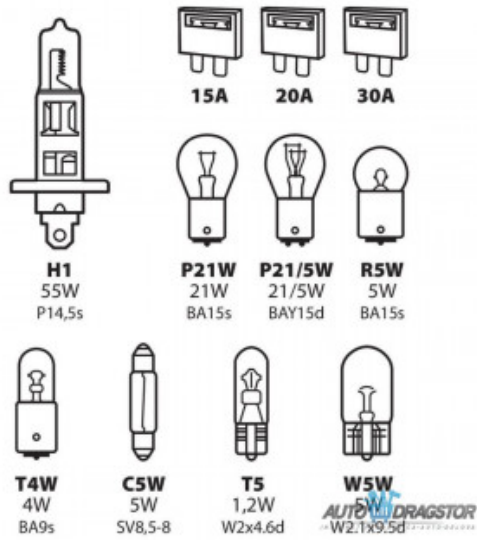 15A 20A 30A
H1 P21W P21/5W R5W
55W 21W 21/5W 5W
P14,5s BA15s BAY15d BA15s
T4W C5W T5 W5W
4W 5W 1,2W 5W
BA9s SV8,5-8 W2x4.6d W2.1x9.5d
AUTO DRAGSTOR